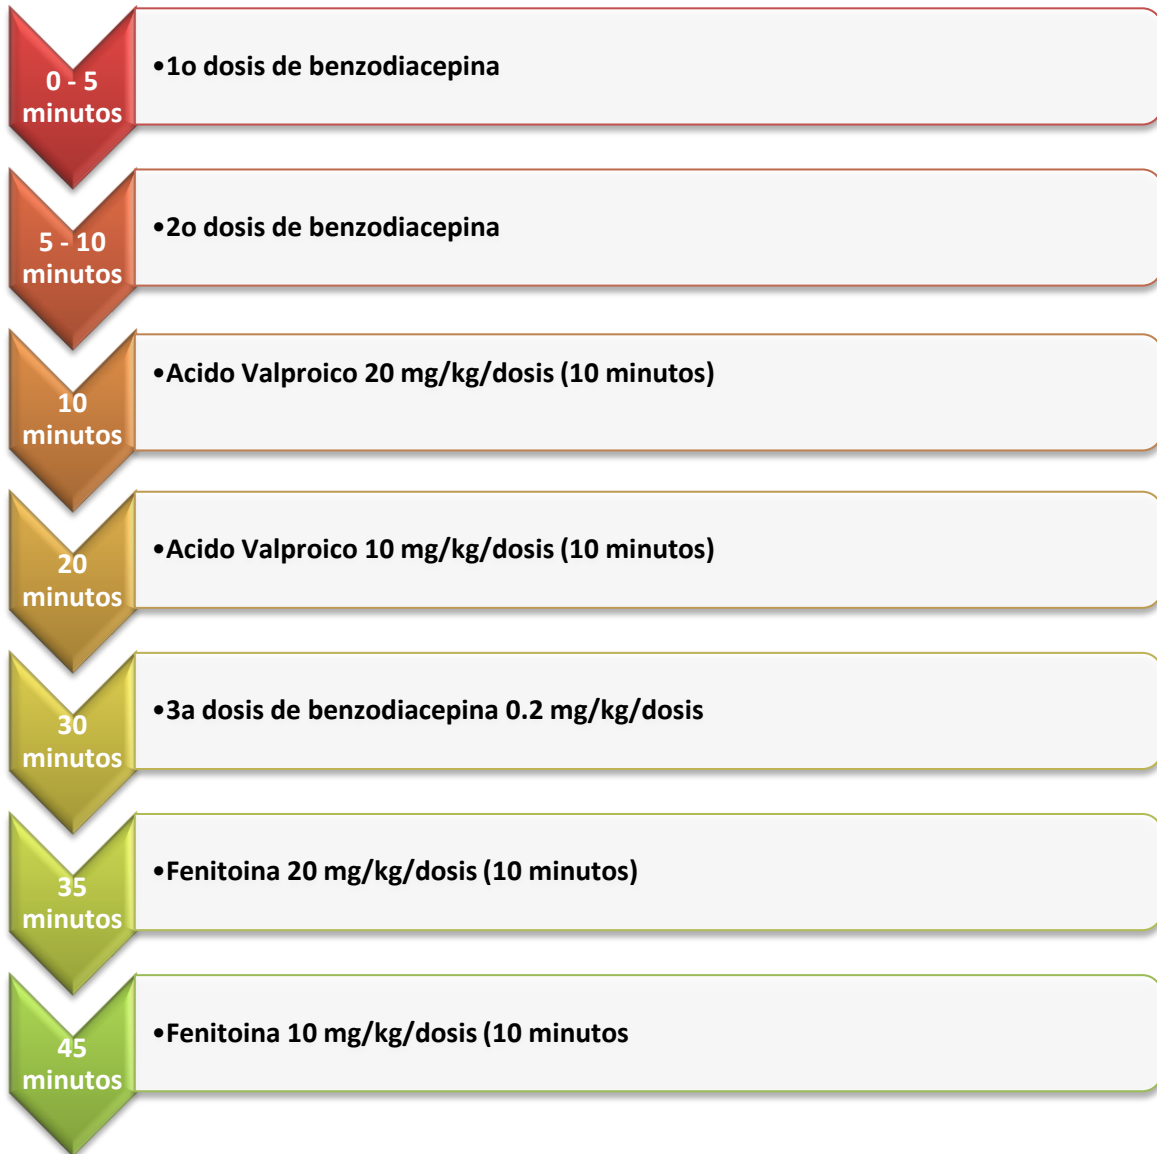 0 - 5
minutos
•1o dosis de benzodiacepina
5 - 10
minutos
•2o dosis de benzodiacepina
10
minutos
•Acido Valproico 20 mg/kg/dosis (10 minutos)
20
minutos
•Acido Valproico 10 mg/kg/dosis (10 minutos)
30
minutos
•3a dosis de benzodiacepina 0.2 mg/kg/dosis
35
minutos
•Fenitoina 20 mg/kg/dosis (10 minutos)
45
minutos
•Fenitoina 10 mg/kg/dosis (10 minutos